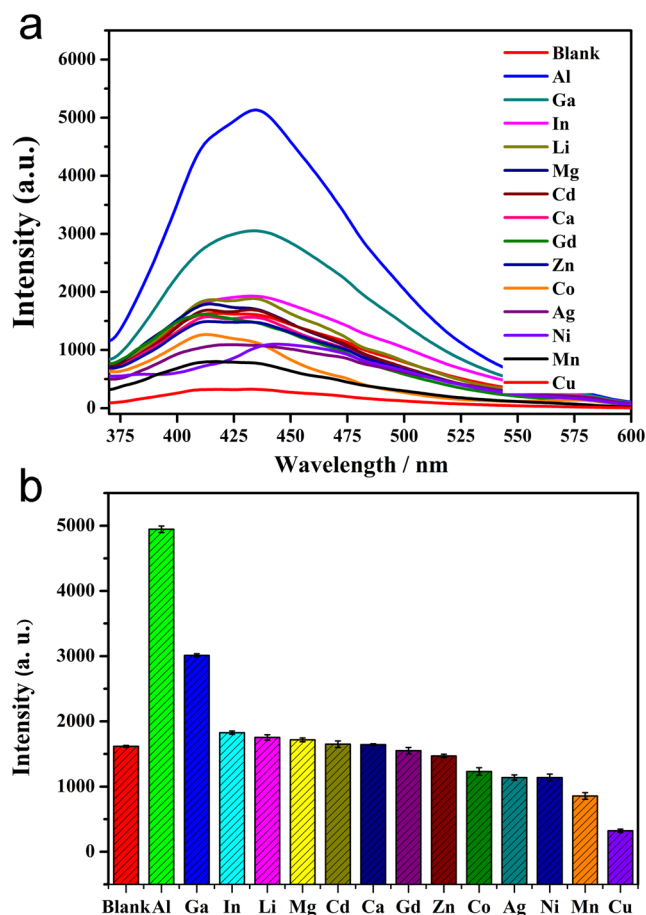 a
6000
5000
4000
3000
2000
1000
0
Intensity (a.u.)
Blank
Al
Ga
In
Li
Mg
Cd
Ca
Gd
Zn
Co
Ag
Ni
Mn
Cu
375 400 425 450 475 500 525 550 575 600
Wavelength / nm
b
5000
4000
3000
2000
1000
0
Intensity (a. u.)
Blank Al Ga In Li Mg Cd Ca Gd Zn Co Ag Ni Mn Cu